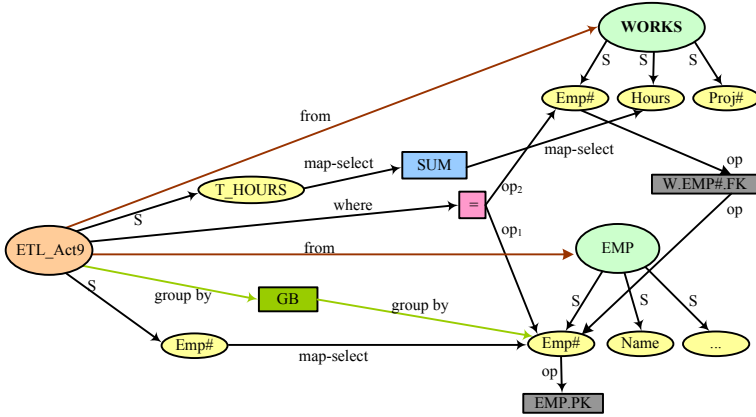 WORKS
S
S
S
Emp#
Hours
Proj#
from
map-select
SUM
map-select
op
T_HOURS
W.EMP#.FK
S
where
=
op2
op
op1
ETL_Act9
from
EMP
S
group by
GB
group by
S
S
S
Emp#
map-select
Emp#
Name
...
op
EMP.PK